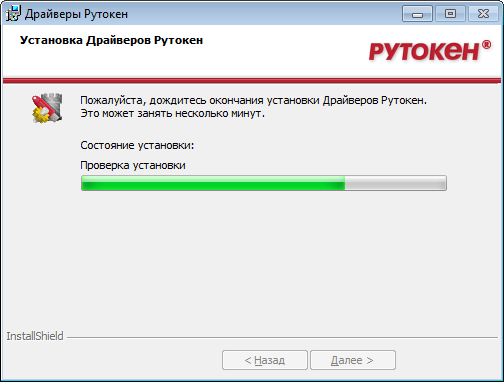 Драйверы Рутокен
Установка Драйверов Рутокен
РУТОКЕН®
Пожалуйста, дождитесь окончания установки Драйверов Рутокен.
Это может занять несколько минут.
Состояние установки:
Проверка установки
InstallShield
< Назад
Далее >